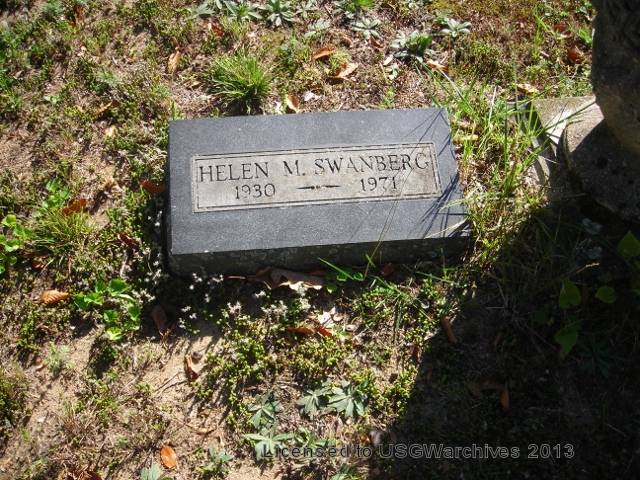 HELEN M. SWANBERG
1930 — 1971
Licensed to USGWarchives 2013